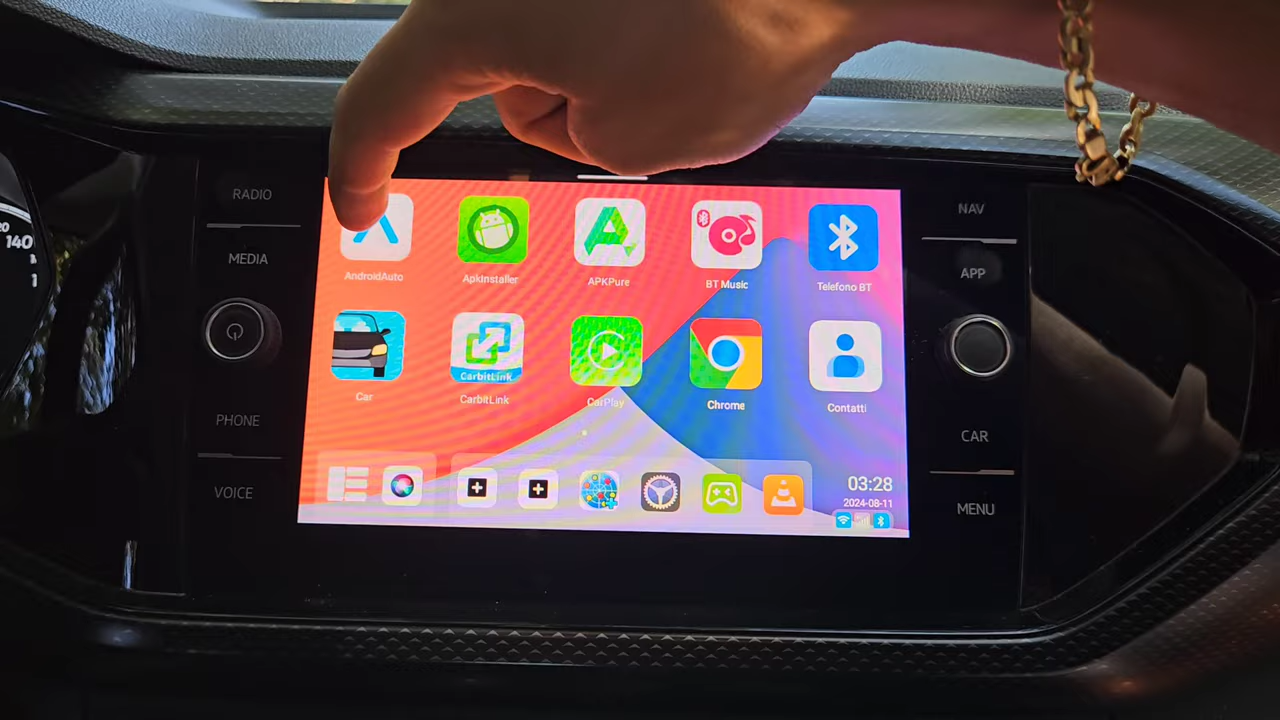 RADIO
MEDIA
PHONE
VOICE
140
AndroidAuto
ApkInstaller
APKPure
BT Music
Telefono BT
Car
CarbitLink
CarbitLink
CarPlay
Chrome
Contatti
03:28
2024-08-11
NAV
APP
CAR
MENU